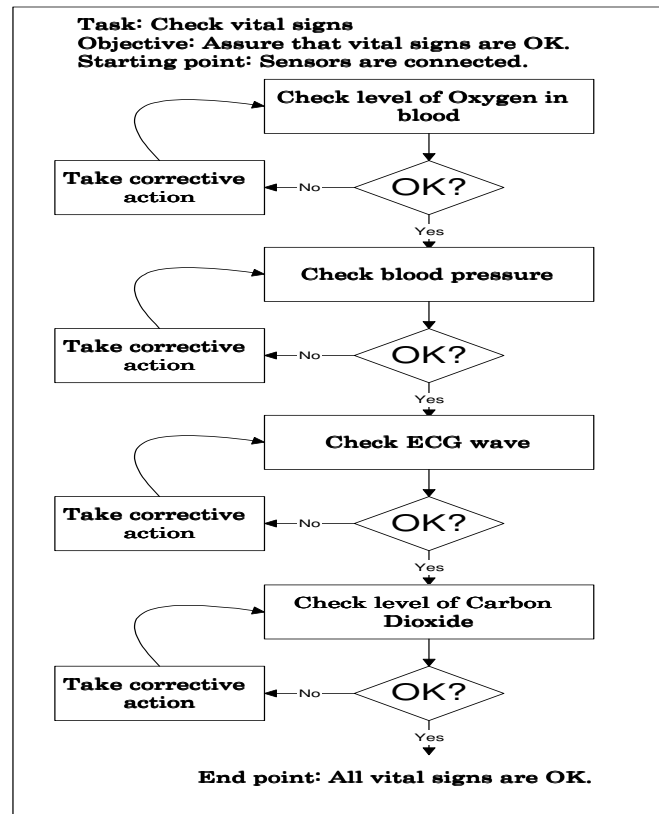 Task: Check vital signs
Objective: Assure that vital signs are OK.
Starting point: Sensors are connected.
Check level of Oxygen in
blood
Take corrective
action
No
OK?
Yes
Check blood pressure
Take corrective
action
No
OK?
Yes
Check ECG wave
Take corrective
action
No
OK?
Yes
Check level of Carbon
Dioxide
Take corrective
action
No
OK?
Yes
End point: All vital signs are OK.